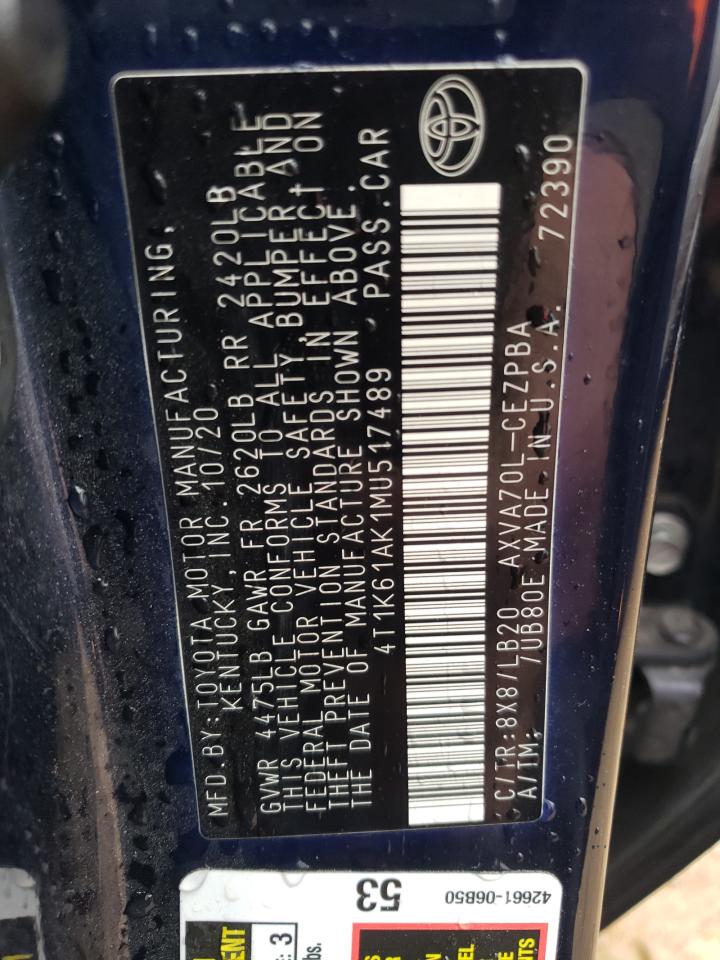 MFD.BY:TOYOTA MOTOR MANUFACTURING,
KENTUCKY, INC. 10/20
GVWR 4475LB GAWR FR 2620LB RR 2420LB
THIS VEHICLE CONFORMS TO ALL APPLICABLE
FEDERAL MOTOR VEHICLE SAFETY, BUMPER AND
THEFT PREVENTION STANDARDS IN EFFECT ON
THE DATE OF MANUFACTURE SHOWN ABOVE.
4T1K61AK1MU517489 PASS.CAR
C/TR:8X8/LB20 AXVA70L-CEZPBA
A/TM: 7UB80E MADE IN U.S.A. 72390
53
42661-06B50
3